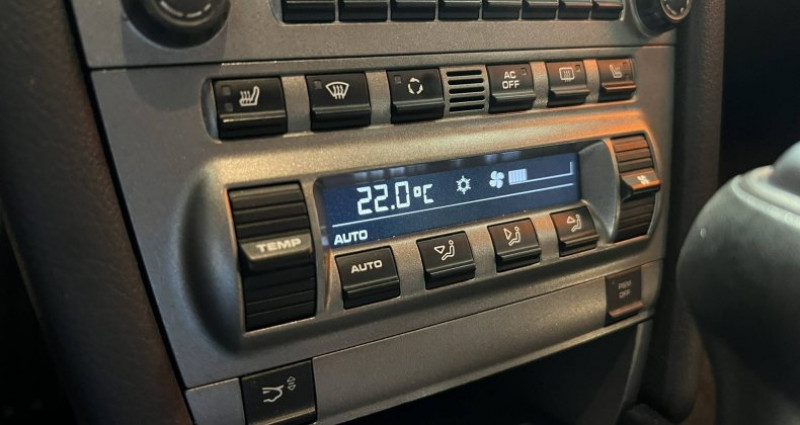 AC
OFF
22.0°C
AUTO
TEMP
AUTO
PSM
OFF